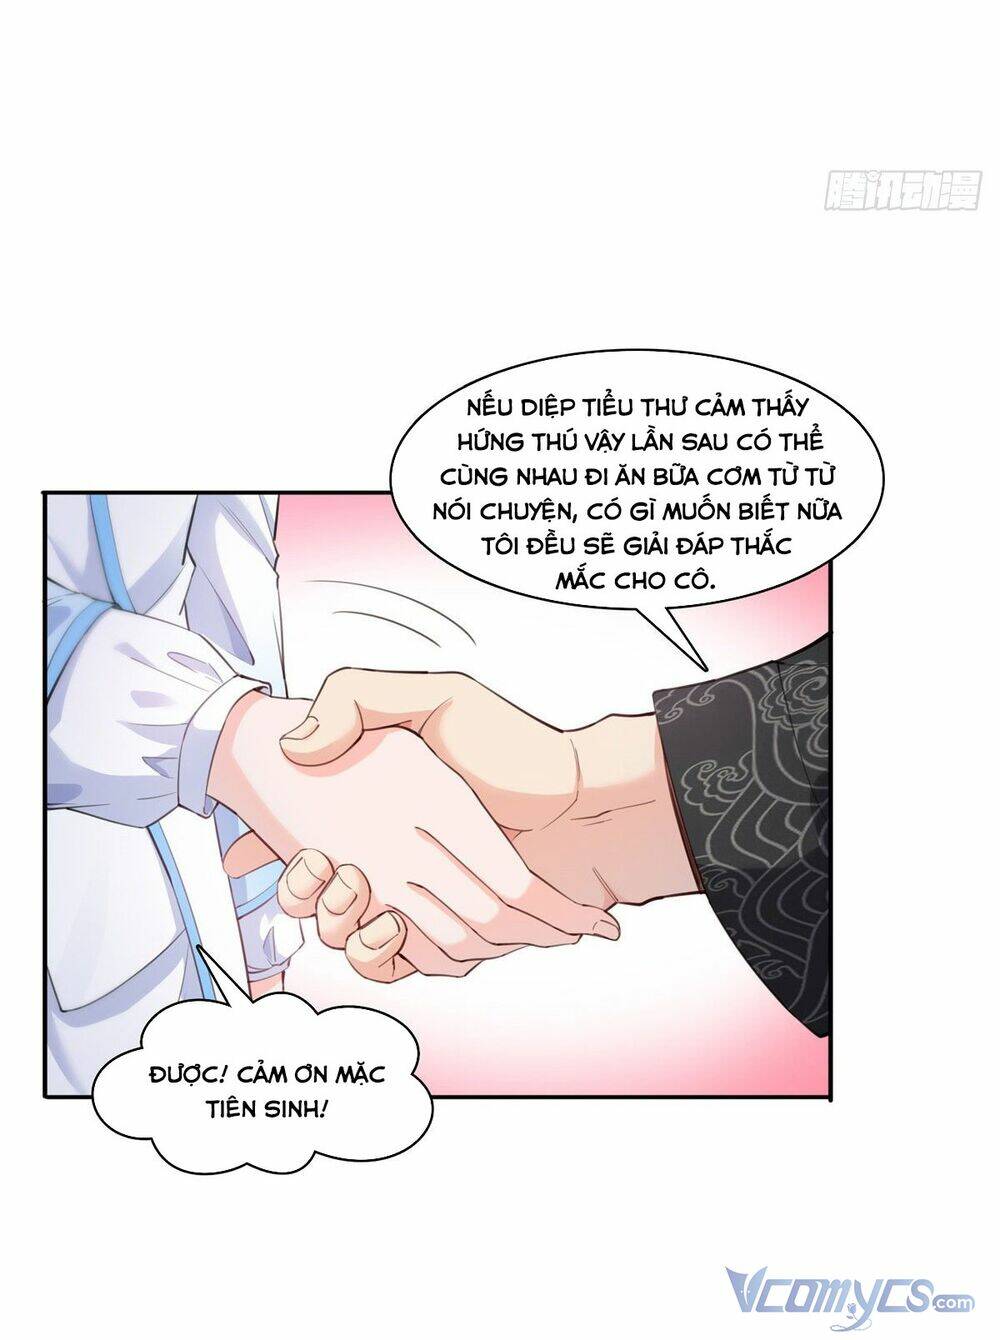 腾讯动漫
NẾU DIỆP TIỂU THƯ CẢM THẤY
HỨNG THÚ VẬY LẦN SAU CÓ THỂ
CÙNG NHAU ĐI ĂN BỮA CƠM TỪ TỪ
NÓI CHUYỆN, CÓ GÌ MUỐN BIẾT NỮA
TÔI ĐỀU SẼ GIẢI ĐÁP THẮC
MẮC CHO CÔ.
ĐƯỢC! CẢM ƠN MẶC
TIÊN SINH!
VCOMYCS.com